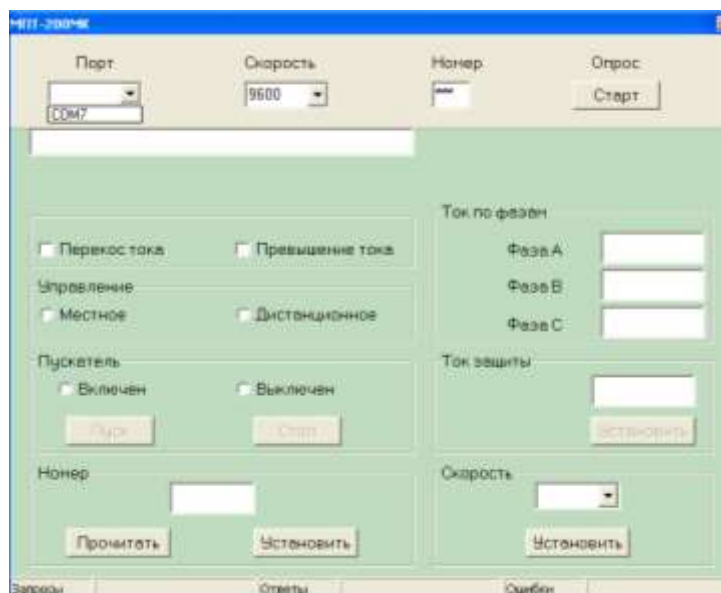 МПТ-200МК
Порт Скорость Номер Опрос
9600 *** Старт
COM7
Ток по фазам
Перекос тока Превышение тока Фаза А
Управление Фаза В
Местное Дистанционное Фаза С
Пускатель Ток защиты
Включен Выключен
Пуск Стоп Установить
Номер Скорость
Прочитать Установить Установить
Запросы Ответы Ошибки